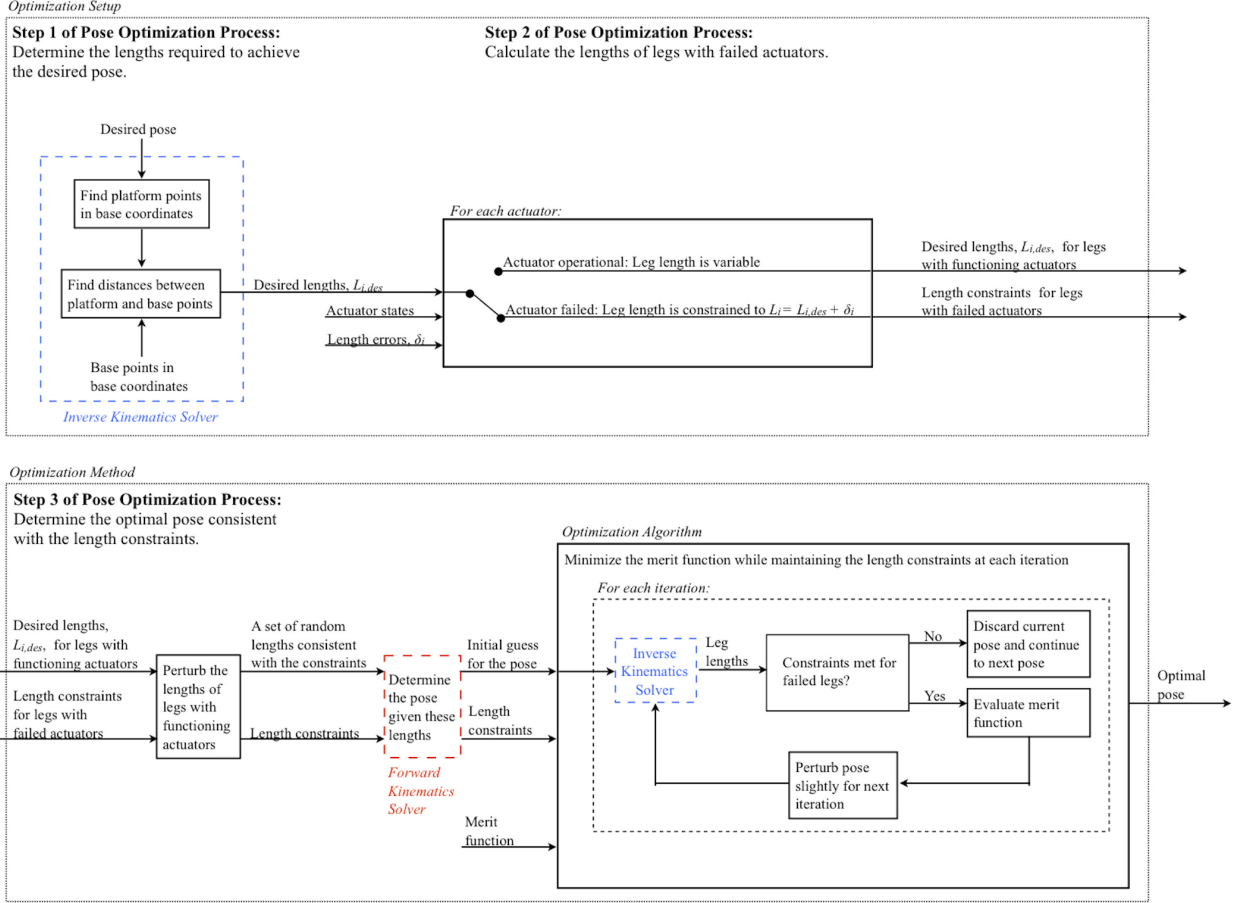 Optimization Setup
Step 1 of Pose Optimization Process:
Determine the lengths required to achieve
the desired pose.
Step 2 of Pose Optimization Process:
Calculate the lengths of legs with failed actuators.
Desired pose
Find platform points
in base coordinates
Find distances between
platform and base points
Base points in
base coordinates
Inverse Kinematics Solver
Desired lengths, Li,des
Actuator states
Length errors, δi
For each actuator:
Actuator operational: Leg length is variable
Actuator failed: Leg length is constrained to Li = Li,des + δi
Desired lengths, Li,des, for legs
with functioning actuators
Length constraints for legs
with failed actuators
Optimization Method
Step 3 of Pose Optimization Process:
Determine the optimal pose consistent
with the length constraints.
Desired lengths,
Li,des, for legs with
functioning actuators
Length constraints
for legs with
failed actuators
Perturb the
lengths of
legs with
functioning
actuators
A set of random
lengths consistent
with the constraints
Length constraints
Determine
the pose
given these
lengths
Forward
Kinematics
Solver
Initial guess
for the pose
Length
constraints
Merit
function
Optimization Algorithm
Minimize the merit function while maintaining the length constraints at each iteration
For each iteration:
Inverse
Kinematics
Solver
Leg
lengths
Constraints met for
failed legs?
No
Discard current
pose and continue
to next pose
Yes
Evaluate merit
function
Perturb pose
slightly for next
iteration
Optimal
pose